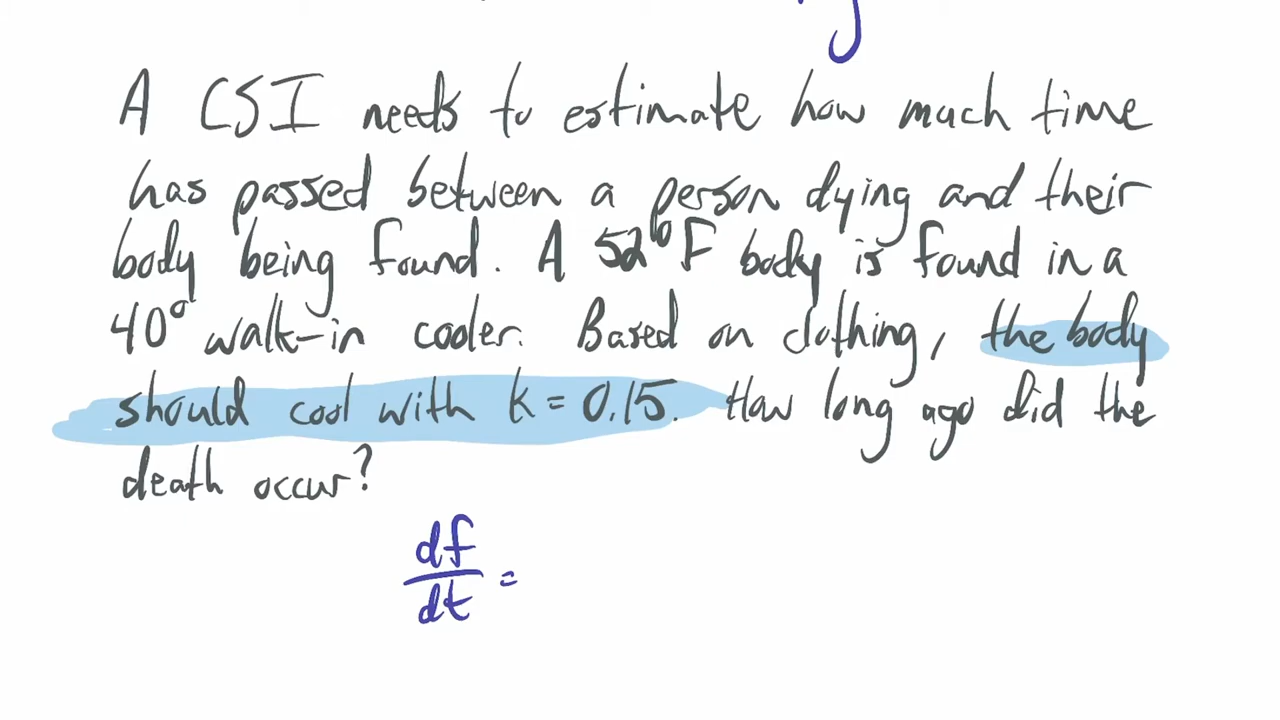 A CSI needs to estimate how much time
has passed between a person dying and their
body being found. A 52°F body is found in a
40° walk-in cooler. Based on clothing, the body
should cool with k = 0.15. How long ago did the
death occur?
df/dt =